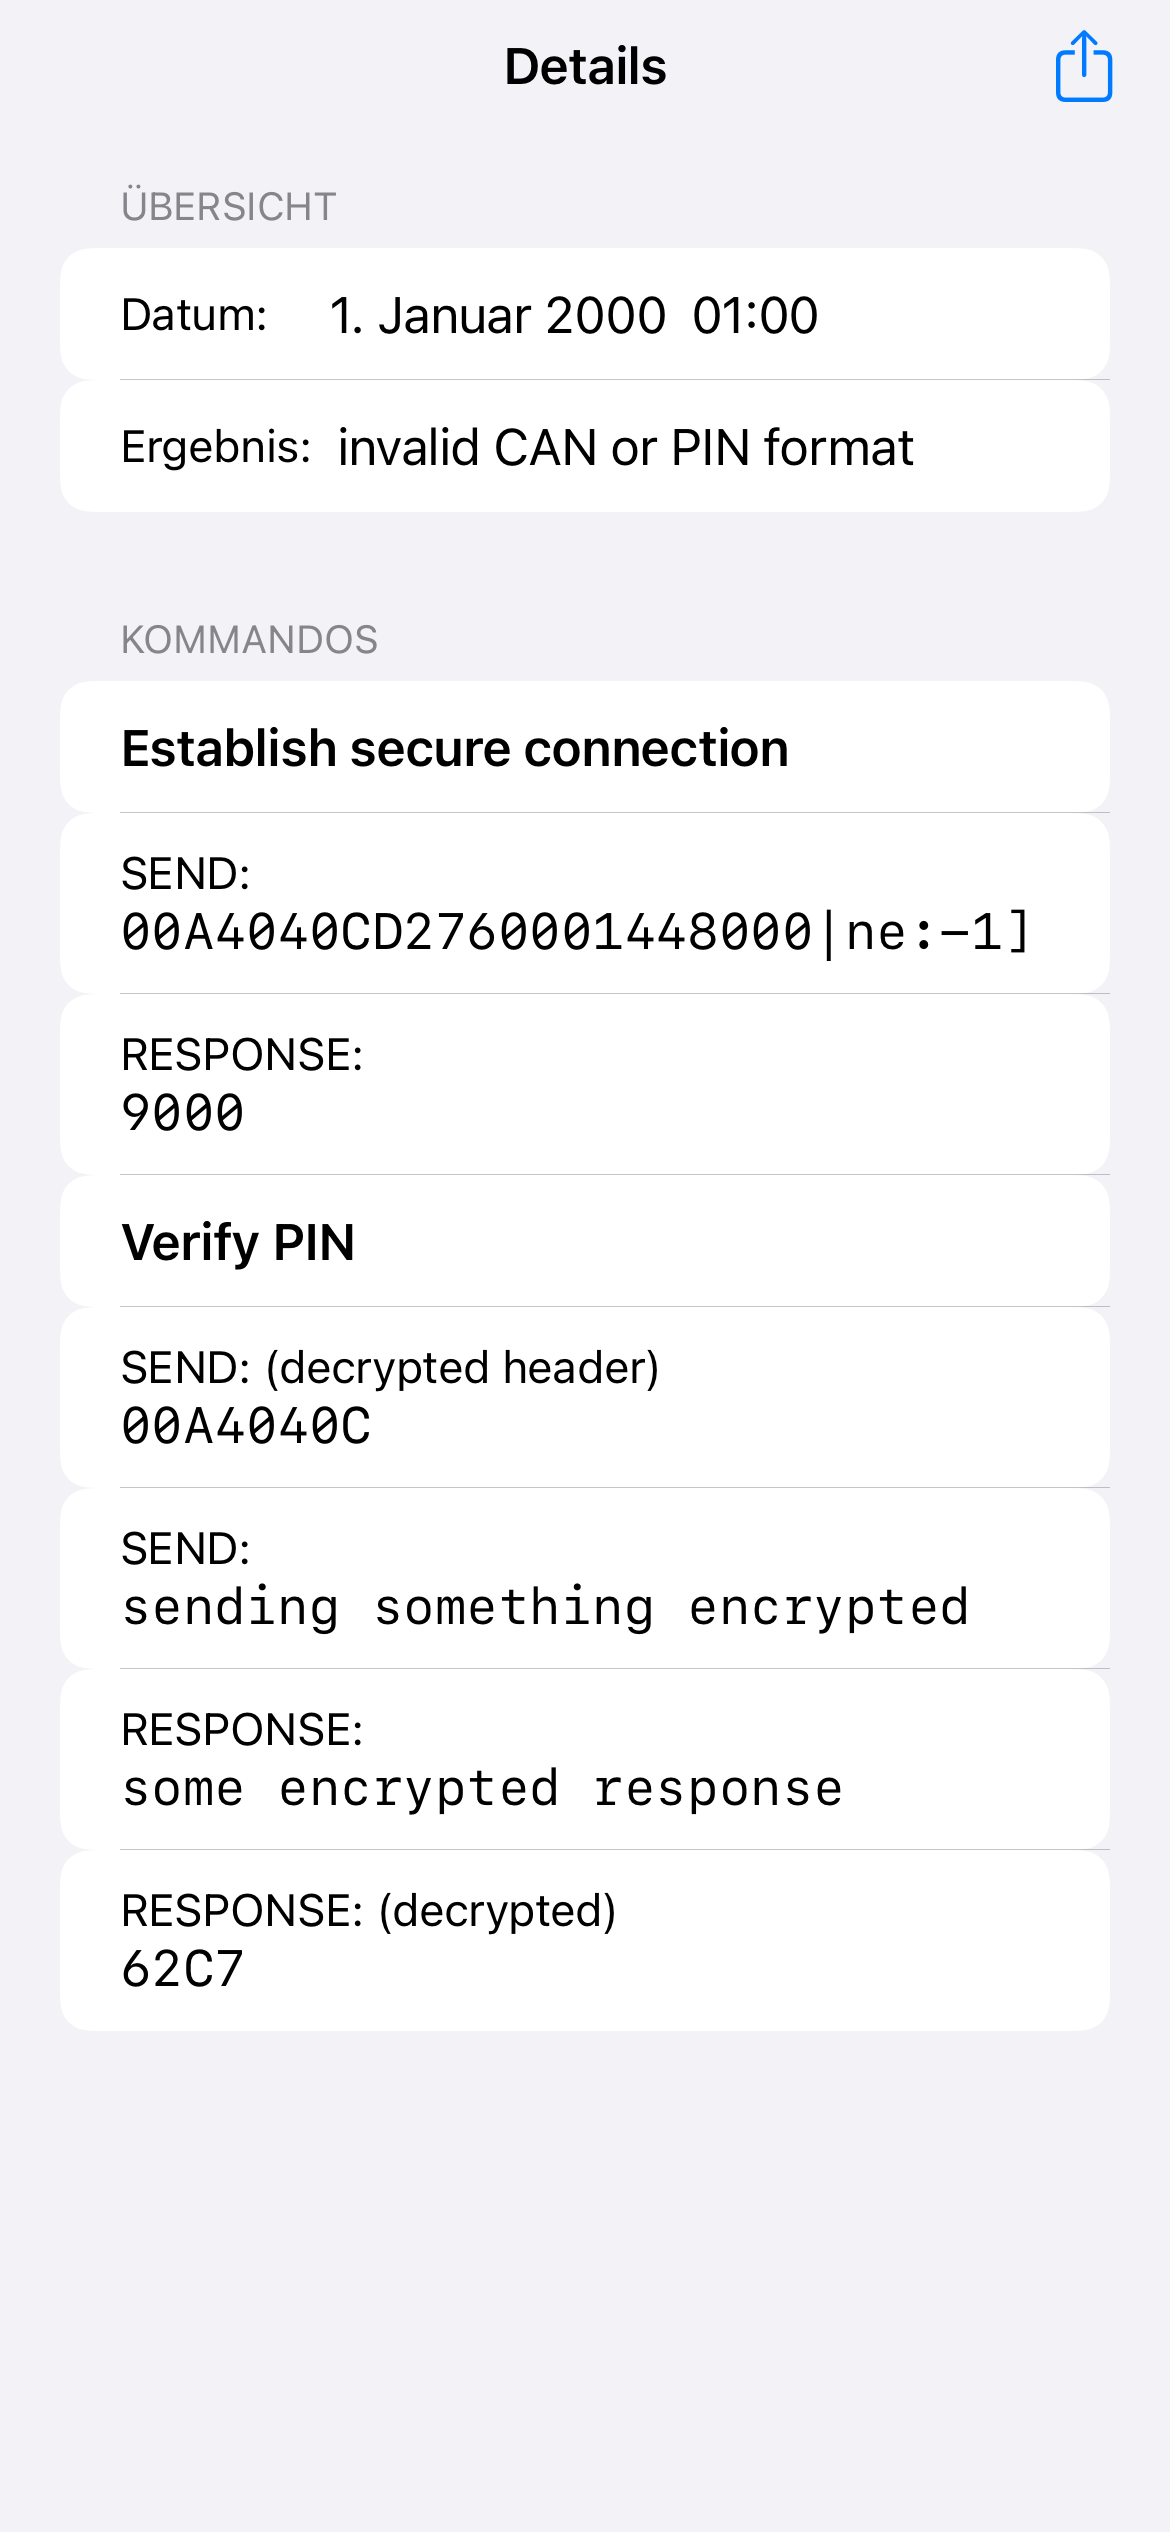 Details
ÜBERSICHT
Datum: 1. Januar 2000 01:00
Ergebnis: invalid CAN or PIN format
KOMMANDOS
Establish secure connection
SEND:
00A4040CD2760001448000|ne:−1]
RESPONSE:
9000
Verify PIN
SEND: (decrypted header)
00A4040C
SEND:
sending something encrypted
RESPONSE:
some encrypted response
RESPONSE: (decrypted)
62C7